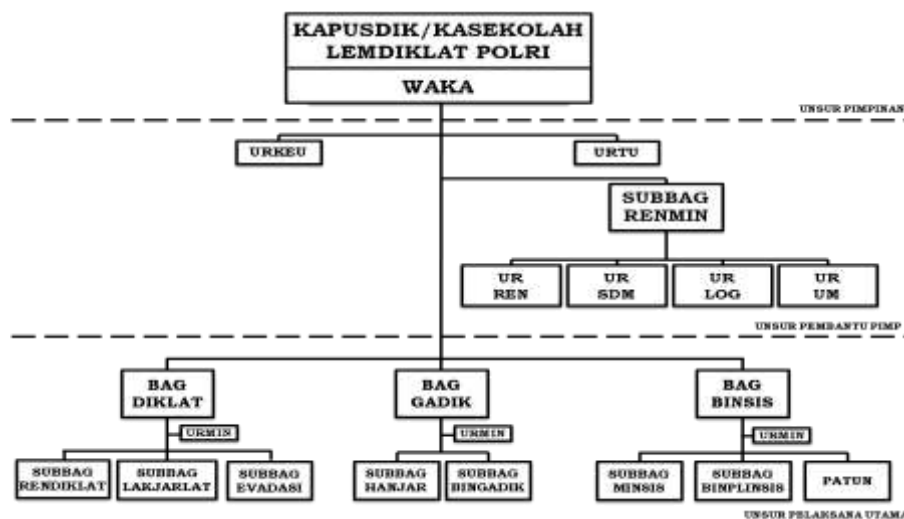 KAPUSDIK/KASEKOLAH
LEMDIKLAT POLRI
WAKA
UNSUR PIMPINAN
URKEU
URTU
SUBBAG
RENMIN
UR
REN
UR
SDM
UR
LOG
UR
UM
UNSUR PEMBANTU PIMP
BAG
DIKLAT
BAG
GADIK
BAG
BINSIS
URMIN
URMIN
URMIN
SUBBAG
RENDIKLAT
SUBBAG
LAKJARLAT
SUBBAG
EVADASI
SUBBAG
HANJAR
SUBBAG
BINGADIK
SUBBAG
MINSIS
SUBBAG
BINPLINSIS
PATUN
UNSUR PELAKSANA UTAMA